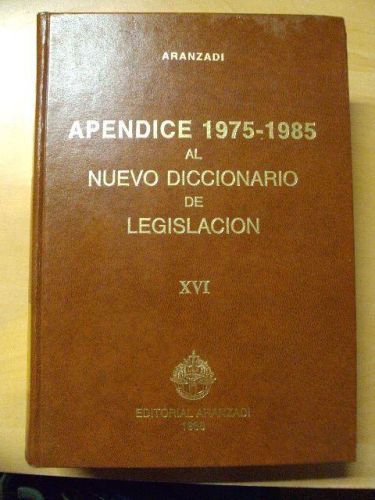 ARANZADI
APENDICE 1975-1985
AL
NUEVO DICCIONARIO
DE
LEGISLACION
XVI
EDITORIAL ARANZADI